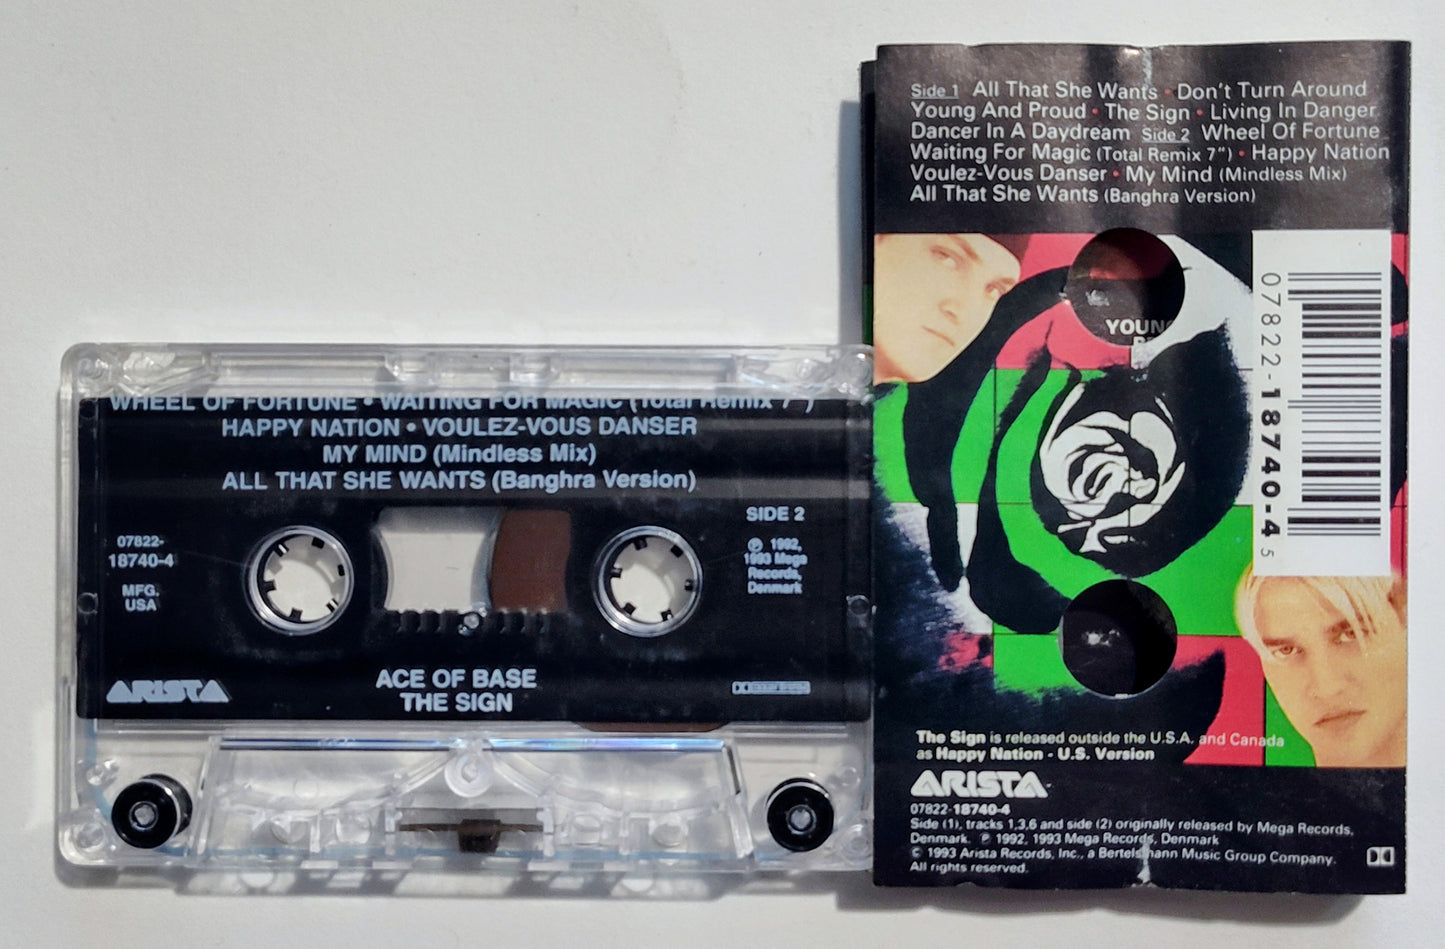 WHEEL OF FORTUNE • WAITING FOR MAGIC (Total Remix 7")
HAPPY NATION • VOULEZ-VOUS DANSER
MY MIND (Mindless Mix)
ALL THAT SHE WANTS (Banghra Version)
SIDE 2
07822-
18740-4
MFG.
USA
℗ 1992,
1993 Mega
Records,
Denmark
ARISTA
ACE OF BASE
THE SIGN
Side 1 All That She Wants • Don't Turn Around
Young And Proud • The Sign • Living In Danger
Dancer In A Daydream Side 2 Wheel Of Fortune
Waiting For Magic (Total Remix 7") • Happy Nation
Voulez-Vous Danser • My Mind (Mindless Mix)
All That She Wants (Banghra Version)
YOUNG
07822-18740-4 5
The Sign is released outside the U.S.A. and Canada
as Happy Nation - U.S. Version
ARISTA
07822-18740-4
Side (1), tracks 1,3,6 and side (2) originally released by Mega Records,
Denmark. ℗ 1992, 1993 Mega Records, Denmark
© 1993 Arista Records, Inc., a Bertelsmann Music Group Company.
All rights reserved.